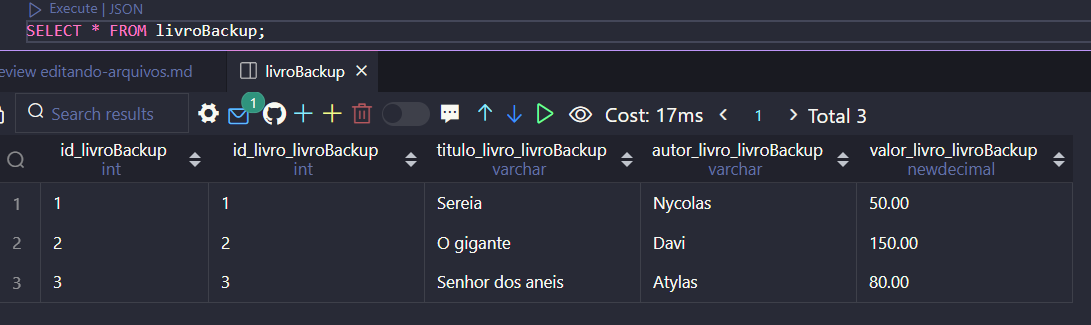 Execute | JSON
SELECT * FROM livroBackup;
eview editando-arquivos.md livroBackup
Search results 1 Cost: 17ms 1 Total 3
id_livroBackup id_livro_livroBackup titulo_livro_livroBackup autor_livro_livroBackup valor_livro_livroBackup
int int varchar varchar newdecimal
1 1 1 Sereia Nycolas 50.00
2 2 2 O gigante Davi 150.00
3 3 3 Senhor dos aneis Atylas 80.00